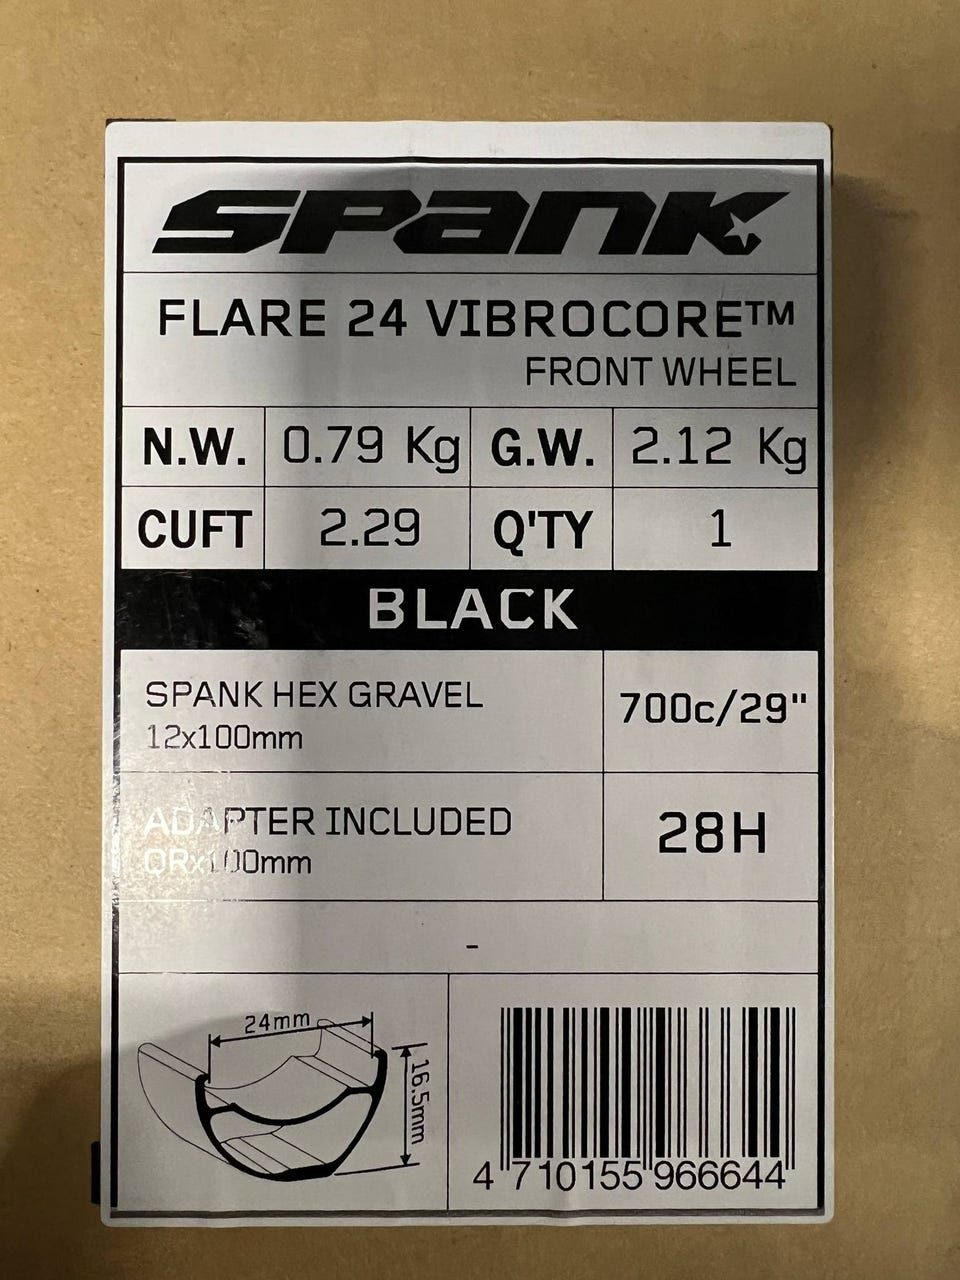 SPANK
FLARE 24 VIBROCORE™
FRONT WHEEL
N.W. 0.79 Kg G.W. 2.12 Kg
CUFT 2.29 Q'TY 1
BLACK
SPANK HEX GRAVEL
12x100mm
700c/29"
ADAPTER INCLUDED
QRx100mm
28H
-
24mm
16.5mm
4 710155 966644